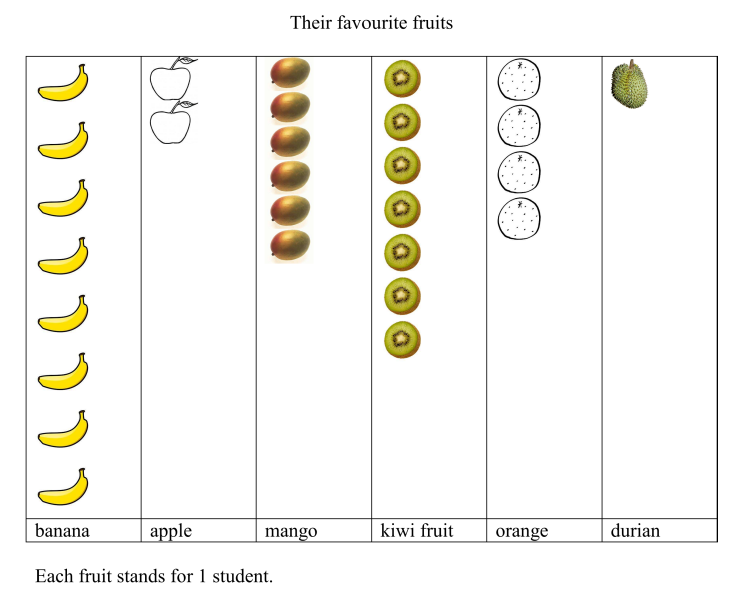 Their favourite fruits
banana apple mango kiwi fruit orange durian
Each fruit stands for 1 student.